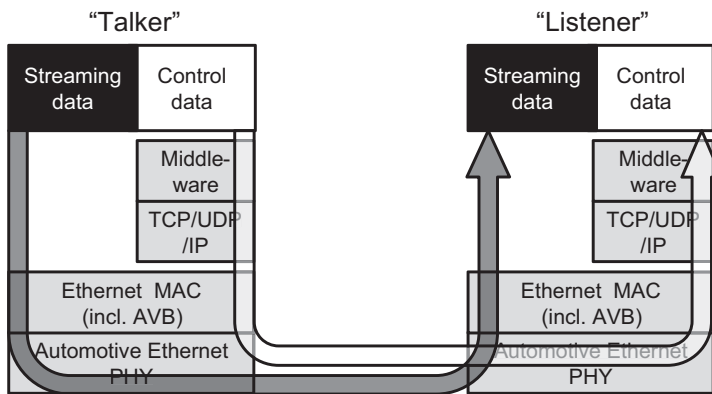 “Talker”
“Listener”
Streaming
data
Control
data
Streaming
data
Control
data
Middle-
ware
Middle-
ware
TCP/UDP
/IP
TCP/UDP
/IP
Ethernet MAC
(incl. AVB)
Ethernet MAC
(incl. AVB)
Automotive Ethernet
PHY
Automotive Ethernet
PHY